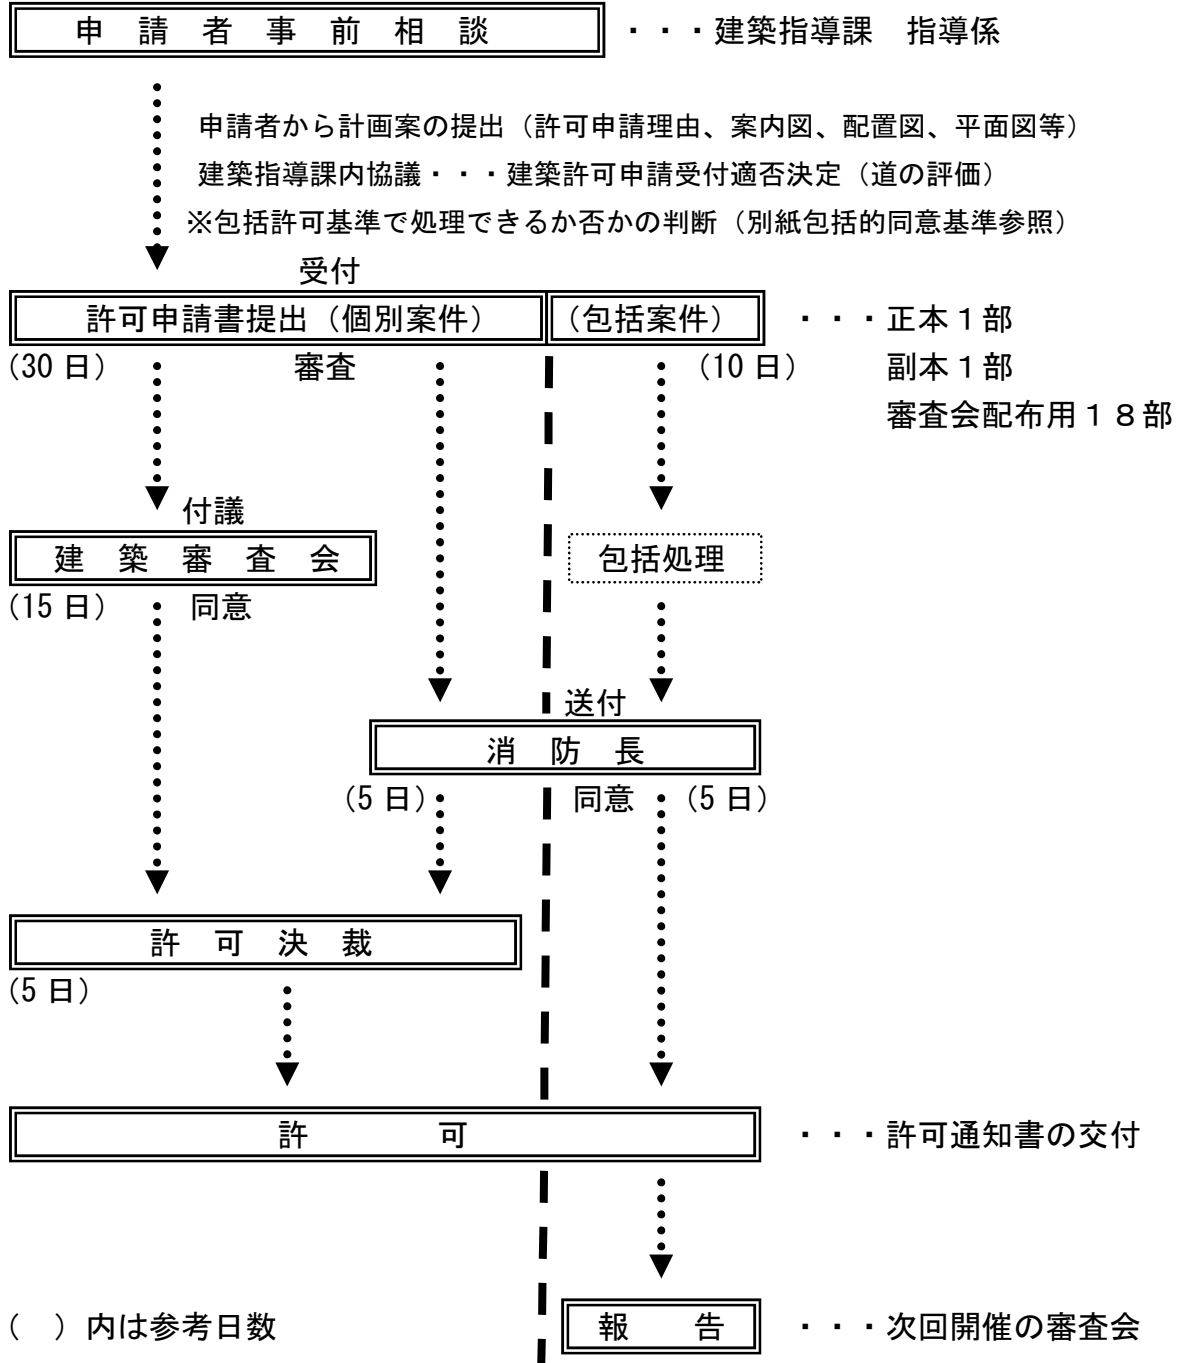 申請者事前相談 ・・・建築指導課　指導係
申請者から計画案の提出（許可申請理由、案内図、配置図、平面図等）
建築指導課内協議・・・建築許可申請受付適否決定（道の評価）
※包括許可基準で処理できるか否かの判断（別紙包括的同意基準参照）
受付
許可申請書提出（個別案件） （包括案件） ・・・正本１部
（30日） 審査 （10日） 副本１部
審査会配布用１８部
付議
建築審査会 包括処理
（15日） 同意
送付
消防長
（5日） 同意 （5日）
許可決裁
（5日）
許可 ・・・許可通知書の交付
（　）内は参考日数 報告 ・・・次回開催の審査会